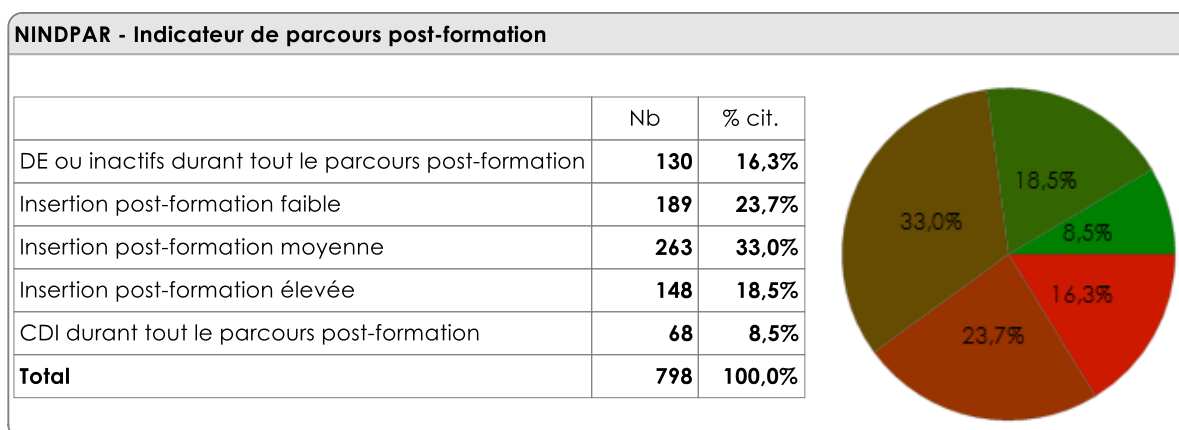 NINDPAR - Indicateur de parcours post-formation
Nb % cit.
DE ou inactifs durant tout le parcours post-formation 130 16,3%
Insertion post-formation faible 189 23,7%
Insertion post-formation moyenne 263 33,0%
Insertion post-formation élevée 148 18,5%
CDI durant tout le parcours post-formation 68 8,5%
Total 798 100,0%
18,5%
33,0%
8,5%
16,3%
23,7%